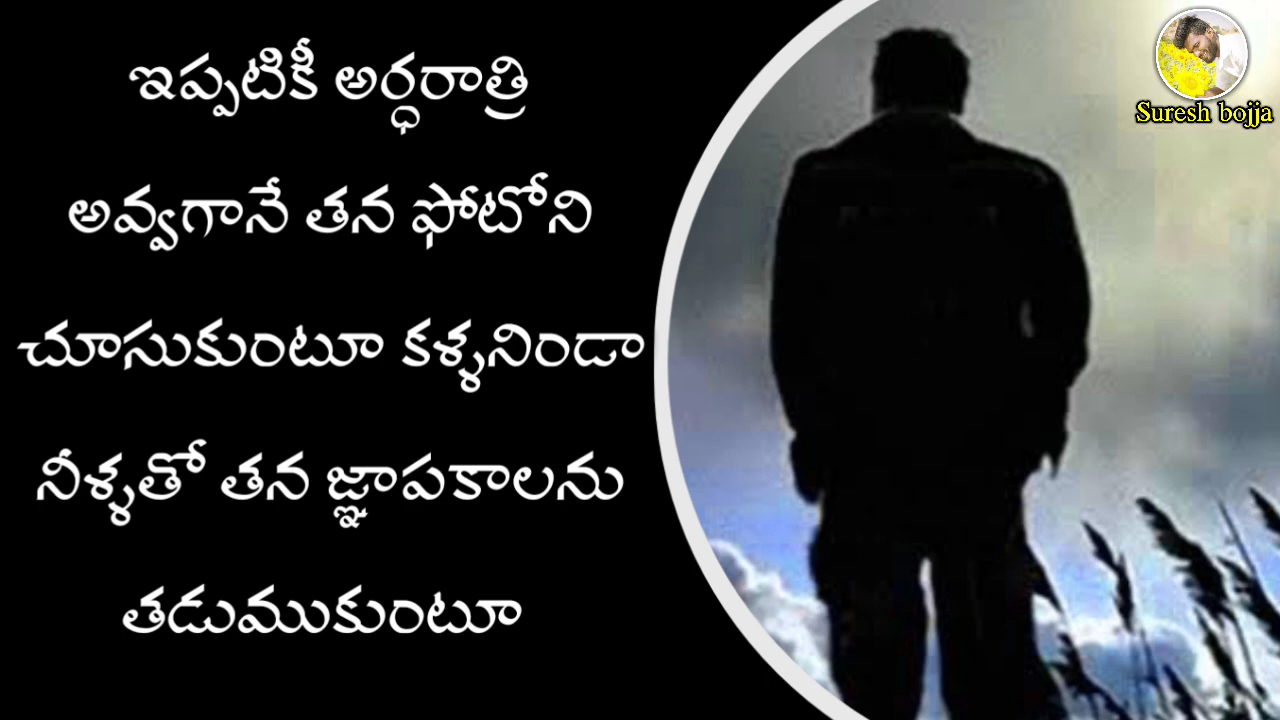 ఇప్పటికీ అర్ధరాత్రి
అవ్వగానే తన ఫోటోని
చూసుకుంటూ కళ్ళనిండా
నీళ్ళతో తన జ్ఞాపకాలను
తడుముకుంటూ
Suresh bojja